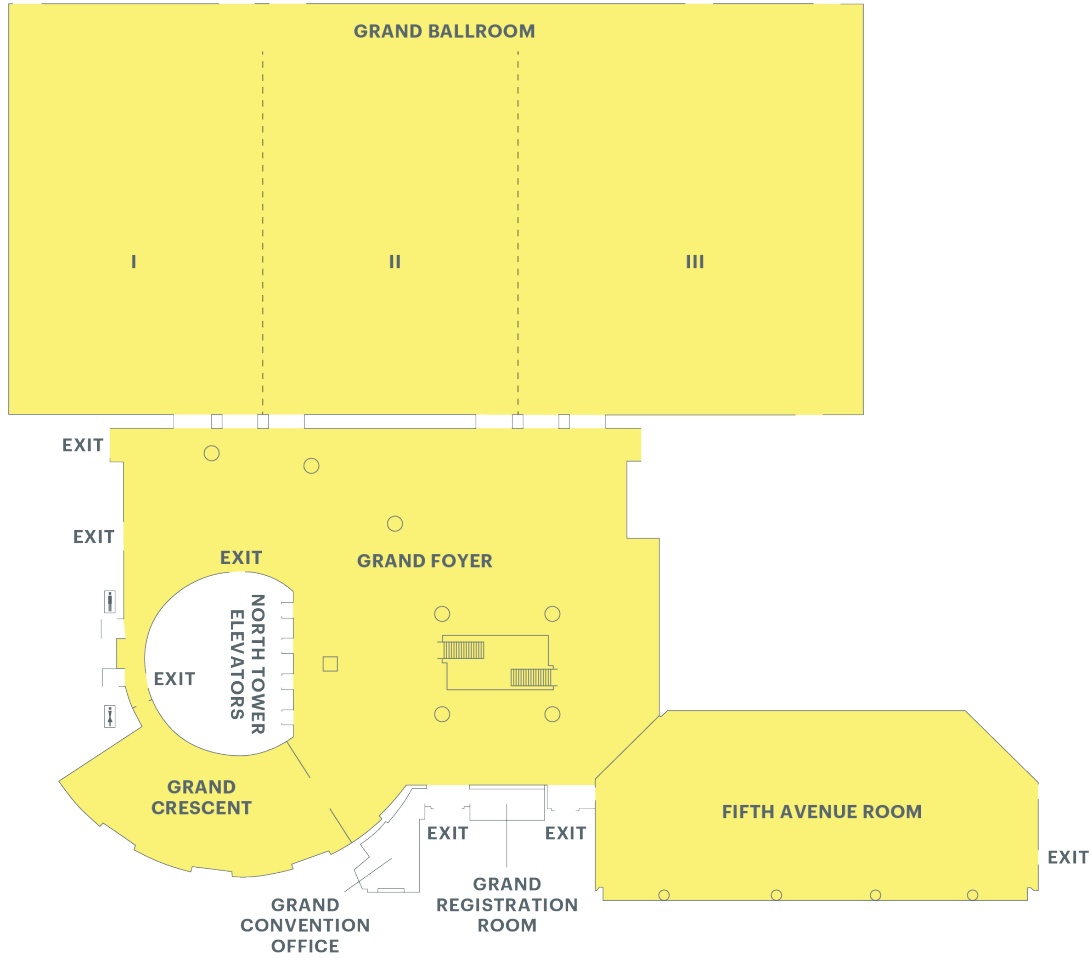 GRAND BALLROOM
I
II
III
EXIT
EXIT
EXIT
GRAND FOYER
NORTH TOWER
ELEVATORS
EXIT
GRAND
CRESCENT
FIFTH AVENUE ROOM
EXIT
EXIT
EXIT
GRAND
REGISTRATION
ROOM
GRAND
CONVENTION
OFFICE